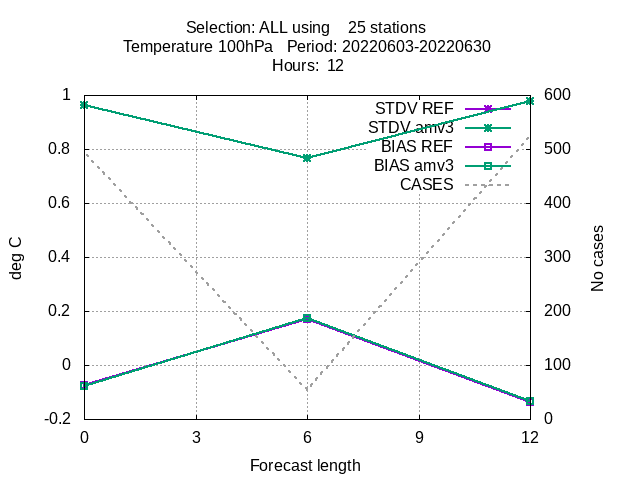 Selection: ALL using    25 stations
Temperature 100hPa   Period: 20220603-20220630
Hours:  12
1
0.8
0.6
0.4
0.2
0
-0.2
deg C
STDV REF
STDV amv3
BIAS REF
BIAS amv3
CASES
600
500
400
300
200
100
0
No cases
0 3 6 9 12
Forecast length